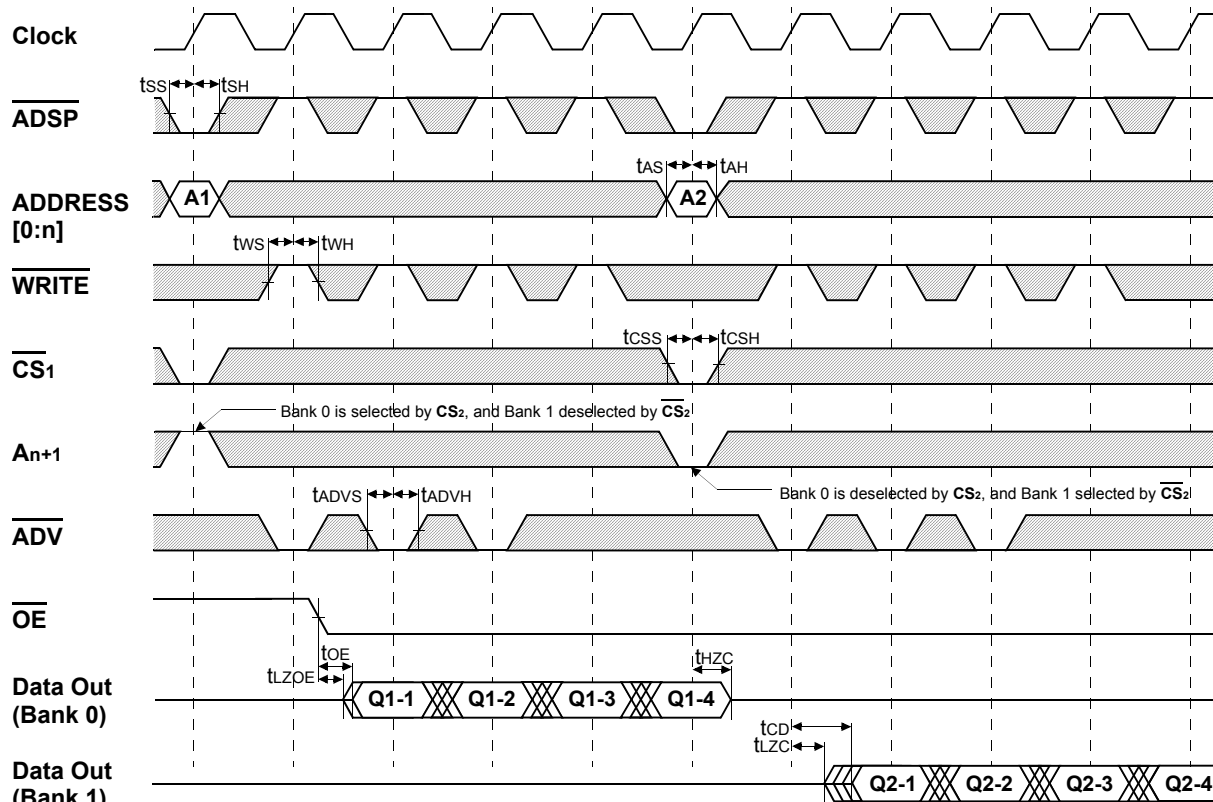 Clock
tSS tSH
ADSP
tAS tAH
ADDRESS
[0:n]
A1 A2
tWS tWH
WRITE
tCSS tCSH
CS1
Bank 0 is selected by CS2, and Bank 1 deselected by CS2
An+1
Bank 0 is deselected by CS2, and Bank 1 selected by CS2
tADVS tADVH
ADV
OE
tOE tHZC
tLZOE
Data Out
(Bank 0)
Q1-1 Q1-2 Q1-3 Q1-4
tCD
tLZC
Data Out
(Bank 1)
Q2-1 Q2-2 Q2-3 Q2-4